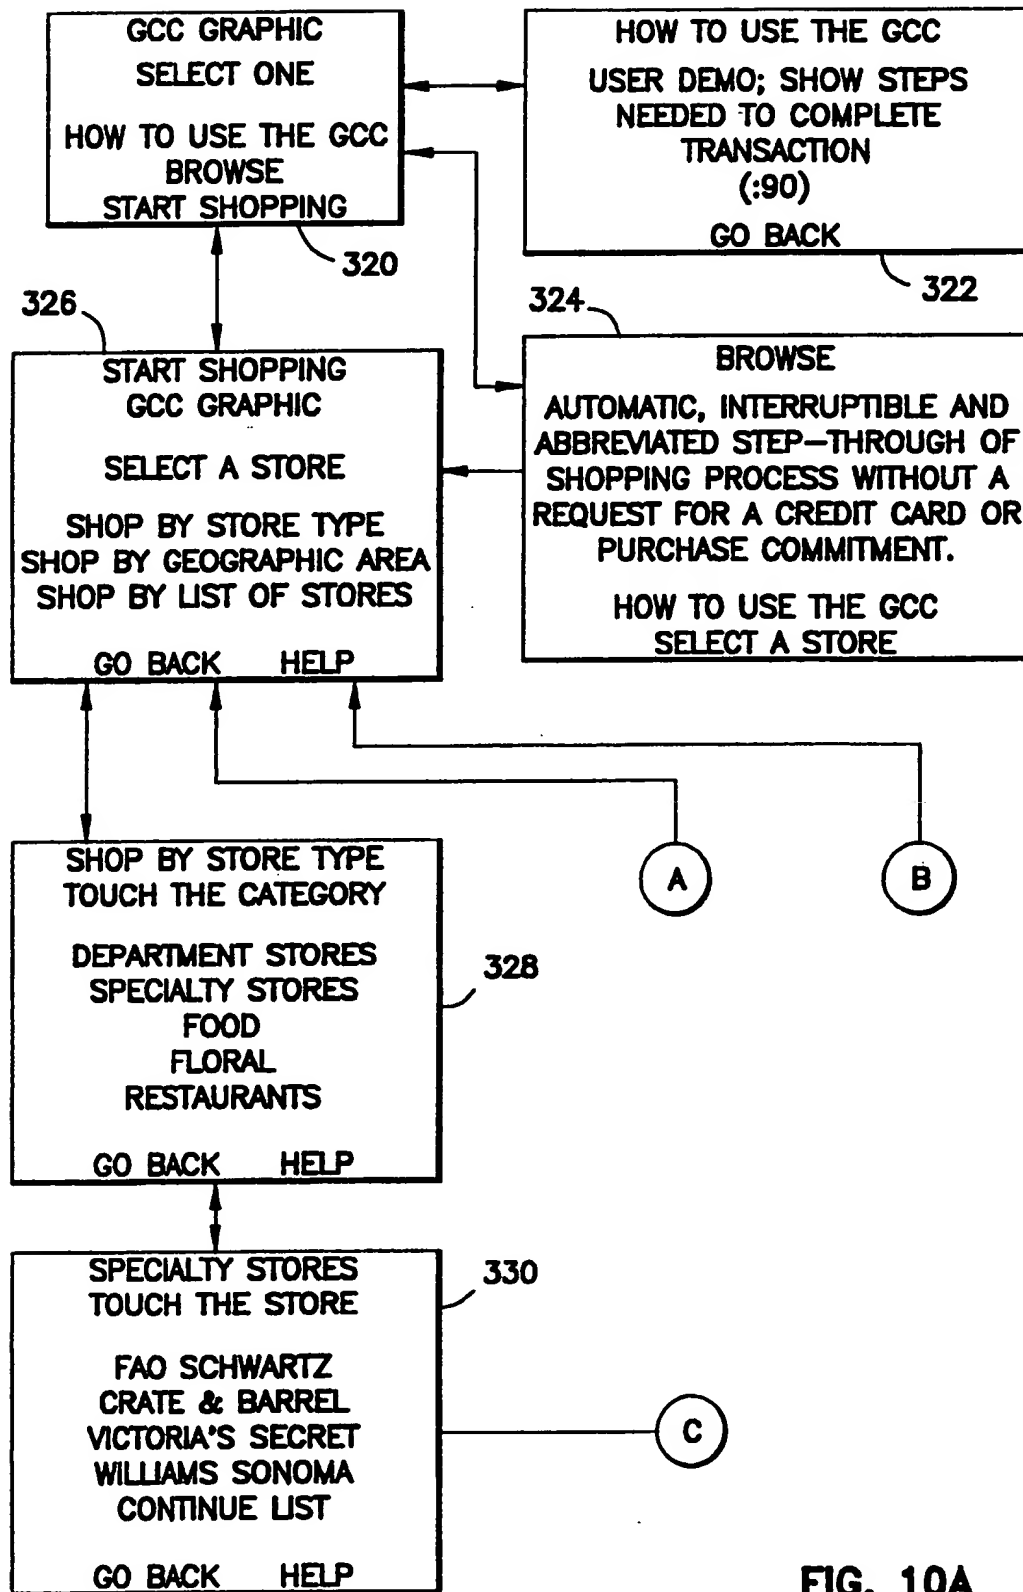 GCC GRAPHIC
SELECT ONE
HOW TO USE THE GCC
BROWSE
START SHOPPING
320
HOW TO USE THE GCC
USER DEMO; SHOW STEPS
NEEDED TO COMPLETE
TRANSACTION
(:90)
GO BACK
322
326
START SHOPPING
GCC GRAPHIC
SELECT A STORE
SHOP BY STORE TYPE
SHOP BY GEOGRAPHIC AREA
SHOP BY LIST OF STORES
GO BACK HELP
324
BROWSE
AUTOMATIC, INTERRUPTIBLE AND
ABBREVIATED STEP-THROUGH OF
SHOPPING PROCESS WITHOUT A
REQUEST FOR A CREDIT CARD OR
PURCHASE COMMITMENT.
HOW TO USE THE GCC
SELECT A STORE
A
B
SHOP BY STORE TYPE
TOUCH THE CATEGORY
DEPARTMENT STORES
SPECIALTY STORES
FOOD
FLORAL
RESTAURANTS
GO BACK HELP
328
SPECIALTY STORES
TOUCH THE STORE
FAO SCHWARTZ
CRATE & BARREL
VICTORIA'S SECRET
WILLIAMS SONOMA
CONTINUE LIST
GO BACK HELP
330
C
FIG. 10A